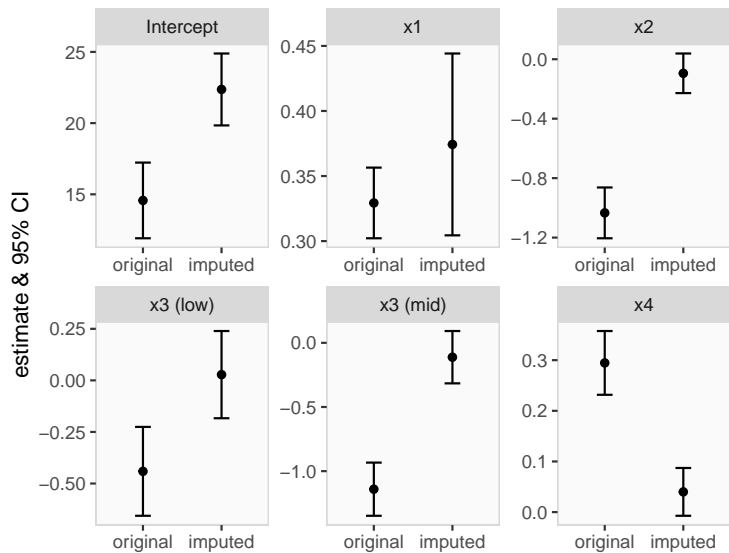 estimate & 95% CI
Intercept
25
20
15
original imputed
x1
0.45
0.40
0.35
0.30
original imputed
x2
0.0
−0.4
−0.8
−1.2
original imputed
x3 (low)
0.25
0.00
−0.25
−0.50
original imputed
x3 (mid)
0.0
−0.5
−1.0
original imputed
x4
0.3
0.2
0.1
0.0
original imputed